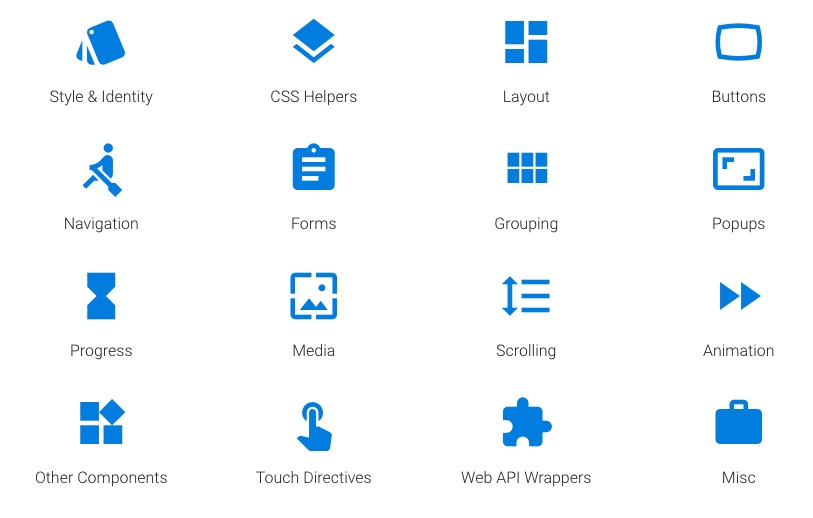 Style & Identity
CSS Helpers
Layout
Buttons
Navigation
Forms
Grouping
Popups
Progress
Media
Scrolling
Animation
Other Components
Touch Directives
Web API Wrappers
Misc